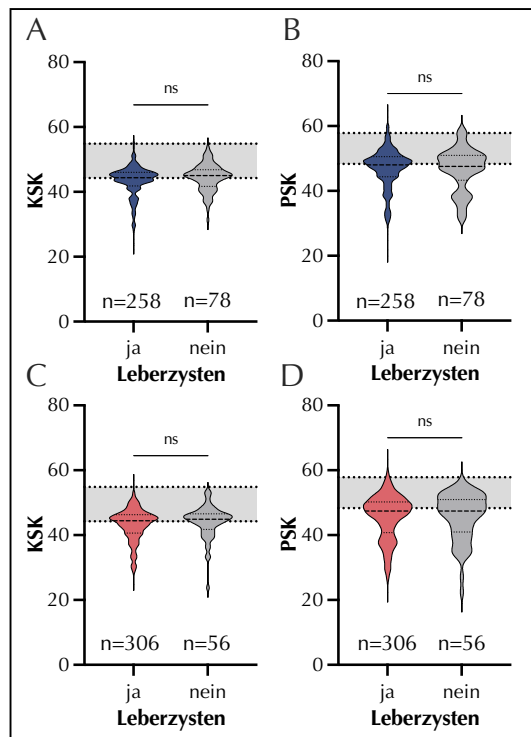 A
80
60
40
20
0
KSK
ns
n=258
n=78
ja
nein
Leberzysten
B
80
60
40
20
0
PSK
ns
n=258
n=78
ja
nein
Leberzysten
C
80
60
40
20
0
KSK
ns
n=306
n=56
ja
nein
Leberzysten
D
80
60
40
20
0
PSK
ns
n=306
n=56
ja
nein
Leberzysten